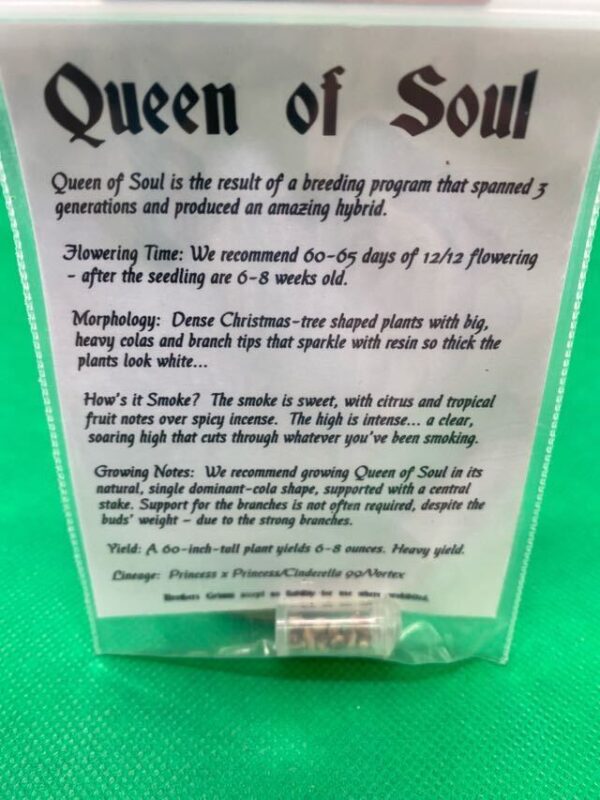 Queen of Soul
Queen of Soul is the result of a breeding program that spanned 3
generations and produced an amazing hybrid.
Flowering Time: We recommend 60-65 days of 12/12 flowering
- after the seedling are 6-8 weeks old.
Morphology: Dense Christmas-tree shaped plants with big,
heavy colas and branch tips that sparkle with resin so thick the
plants look white...
How's it Smoke? The smoke is sweet, with citrus and tropical
fruit notes over spicy incense. The high is intense... a clear,
soaring high that cuts through whatever you've been smoking.
Growing Notes: We recommend growing Queen of Soul in its
natural, single dominant-cola shape, supported with a central
stake. Support for the branches is not often required, despite the
buds' weight - due to the strong branches.
Yield: A 60-inch-tall plant yields 6-8 ounces. Heavy yield.
Lineage: Princess x Princess/Cinderella 99/Vortex
Brothers Grimm accept no liability for use where prohibited.